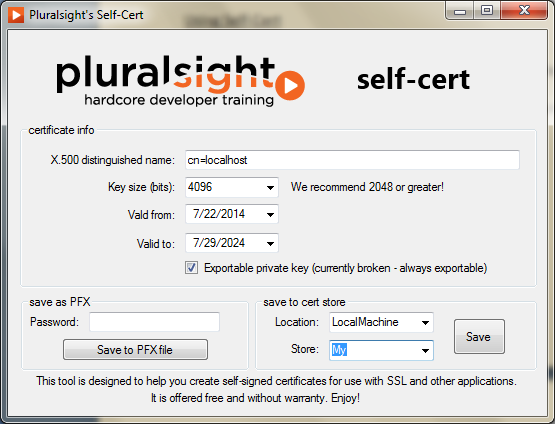 Pluralsight's Self-Cert
pluralsight
hardcore developer training
self-cert
certificate info
X.500 distinguished name: cn=localhost
Key size (bits): 4096 We recommend 2048 or greater!
Vald from: 7/22/2014
Valid to: 7/29/2024
Exportable private key (currently broken - always exportable)
save as PFX
Password:
Save to PFX file
save to cert store
Location: LocalMachine
Store: My
Save
This tool is designed to help you create self-signed certificates for use with SSL and other applications.
It is offered free and without warranty. Enjoy!